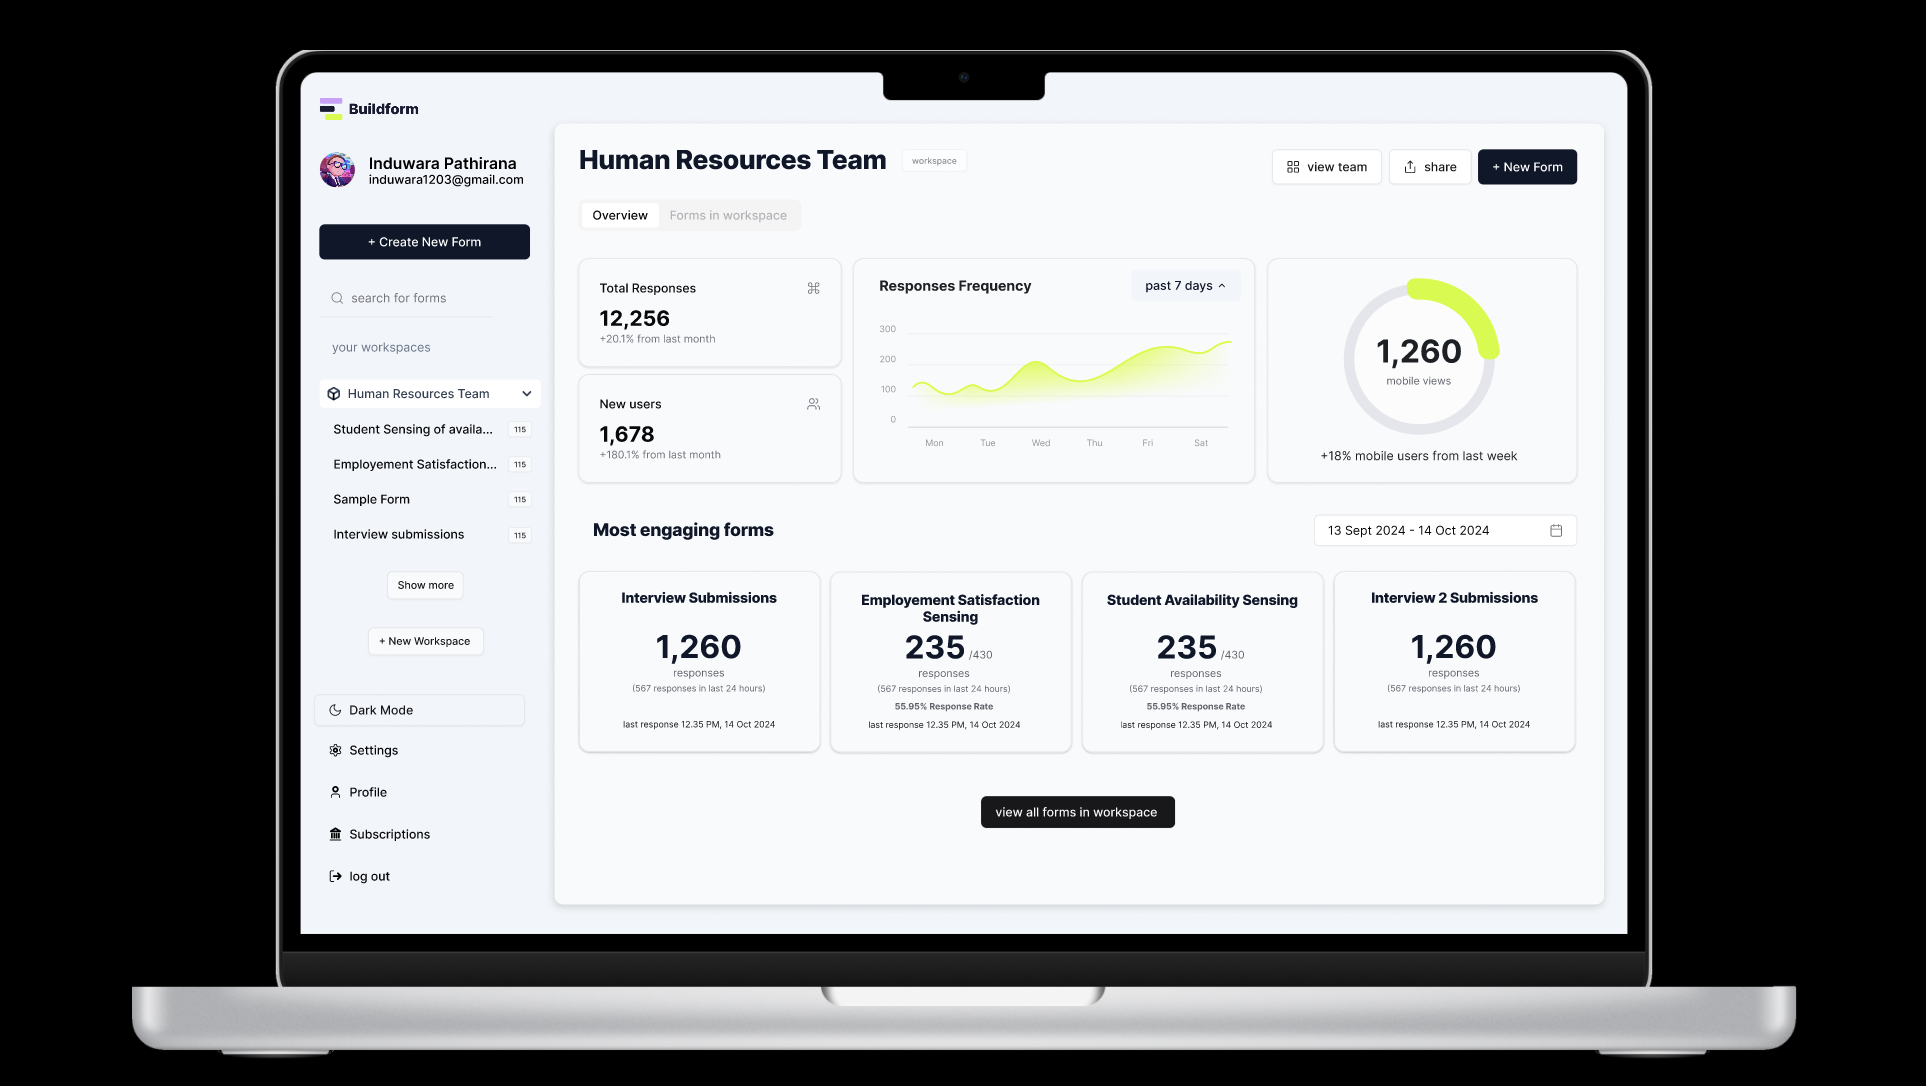 Buildform
Induwara Pathirana
induwara1203@gmail.com
+ Create New Form
search for forms
your workspaces
Human Resources Team
Student Sensing of availa... 115
Employement Satisfaction... 115
Sample Form 115
Interview submissions 115
Show more
+ New Workspace
Dark Mode
Settings
Profile
Subscriptions
log out
Human Resources Team workspace
view team share + New Form
Overview Forms in workspace
Total Responses
12,256
+20.1% from last month
New users
1,678
+180.1% from last month
Responses Frequency past 7 days
300
200
100
0
Mon Tue Wed Thu Fri Sat
1,260
mobile views
+18% mobile users from last week
Most engaging forms
13 Sept 2024 - 14 Oct 2024
Interview Submissions
1,260
responses
(567 responses in last 24 hours)
last response 12.35 PM, 14 Oct 2024
Employement Satisfaction
Sensing
235 /430
responses
(567 responses in last 24 hours)
55.95% Response Rate
last response 12.35 PM, 14 Oct 2024
Student Availability Sensing
235 /430
responses
(567 responses in last 24 hours)
55.95% Response Rate
last response 12.35 PM, 14 Oct 2024
Interview 2 Submissions
1,260
responses
(567 responses in last 24 hours)
last response 12.35 PM, 14 Oct 2024
view all forms in workspace